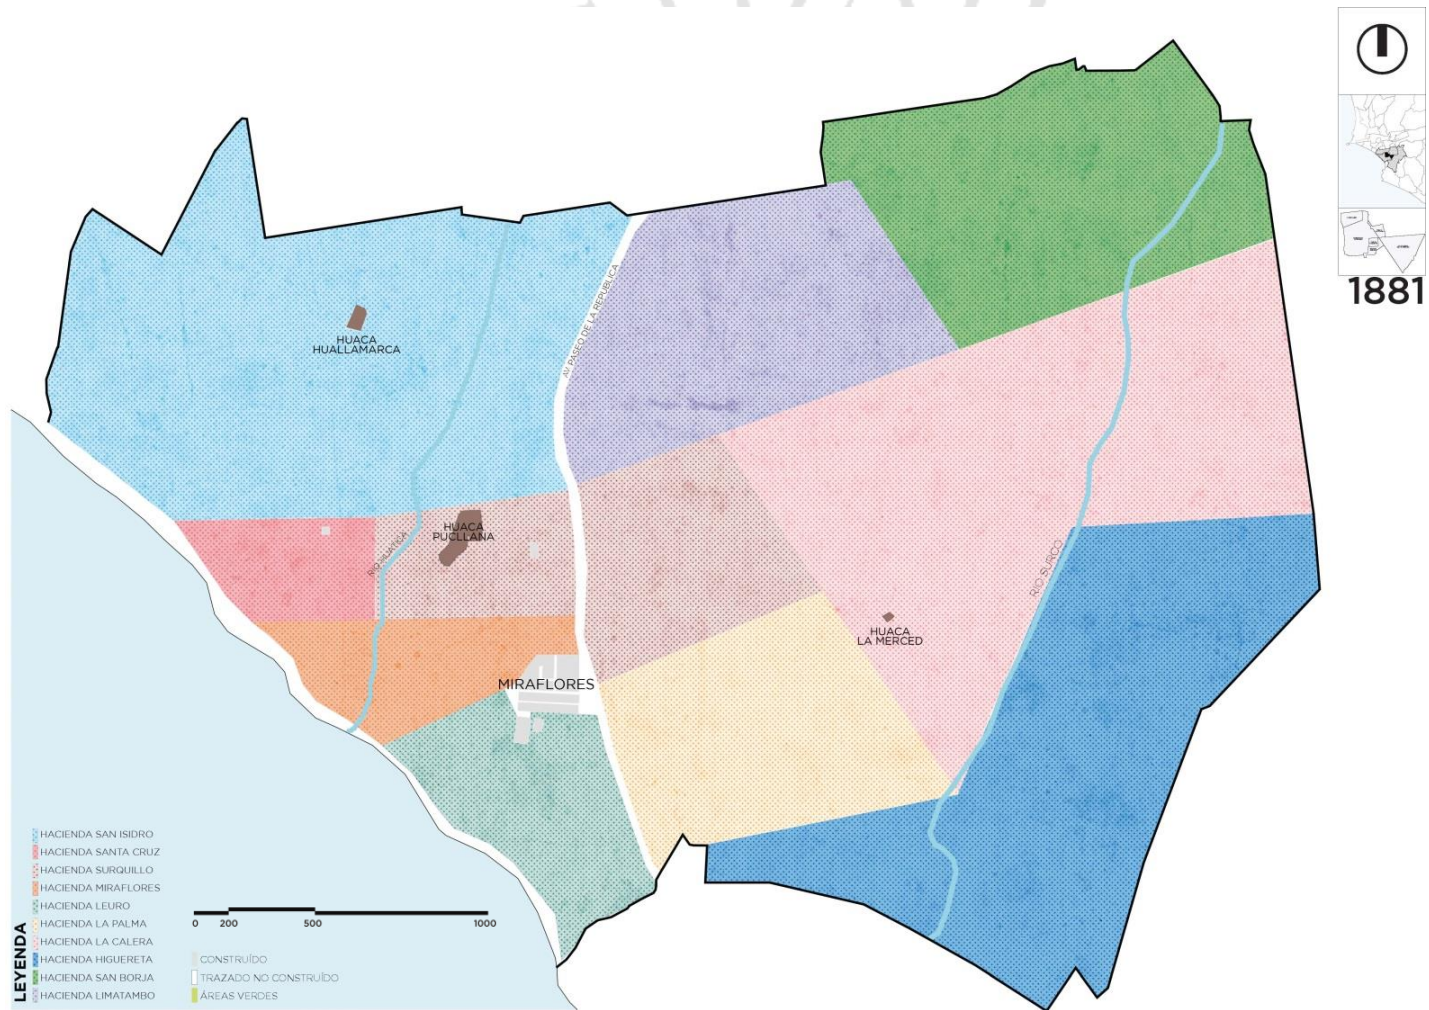 1881
HUACA
HUALLAMARCA
AV. PASEO DE LA REPUBLICA
HUACA
PUCLLANA
RIO HUATICA
RIO SURCO
HUACA
LA MERCED
MIRAFLORES
LEYENDA
HACIENDA SAN ISIDRO
HACIENDA SANTA CRUZ
HACIENDA SURQUILLO
HACIENDA MIRAFLORES
HACIENDA LEURO
HACIENDA LA PALMA
HACIENDA LA CALERA
HACIENDA HIGUERETA
HACIENDA SAN BORJA
HACIENDA LIMATAMBO
0 200 500 1000
CONSTRUÍDO
TRAZADO NO CONSTRUÍDO
ÁREAS VERDES